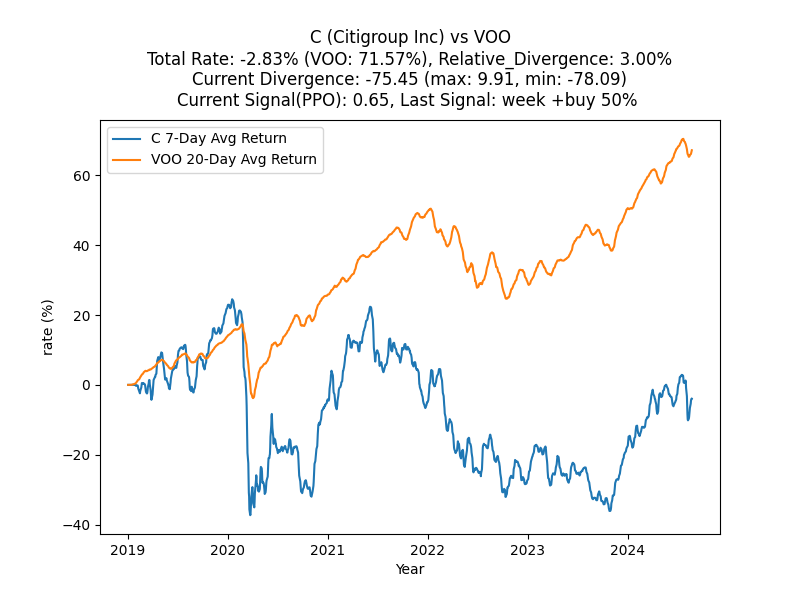 C (Citigroup Inc) vs VOO
Total Rate: -2.83% (VOO: 71.57%), Relative_Divergence: 3.00%
Current Divergence: -75.45 (max: 9.91, min: -78.09)
Current Signal(PPO): 0.65, Last Signal: week +buy 50%
C 7-Day Avg Return
VOO 20-Day Avg Return
60
40
20
0
−20
−40
rate (%)
2019 2020 2021 2022 2023 2024
Year